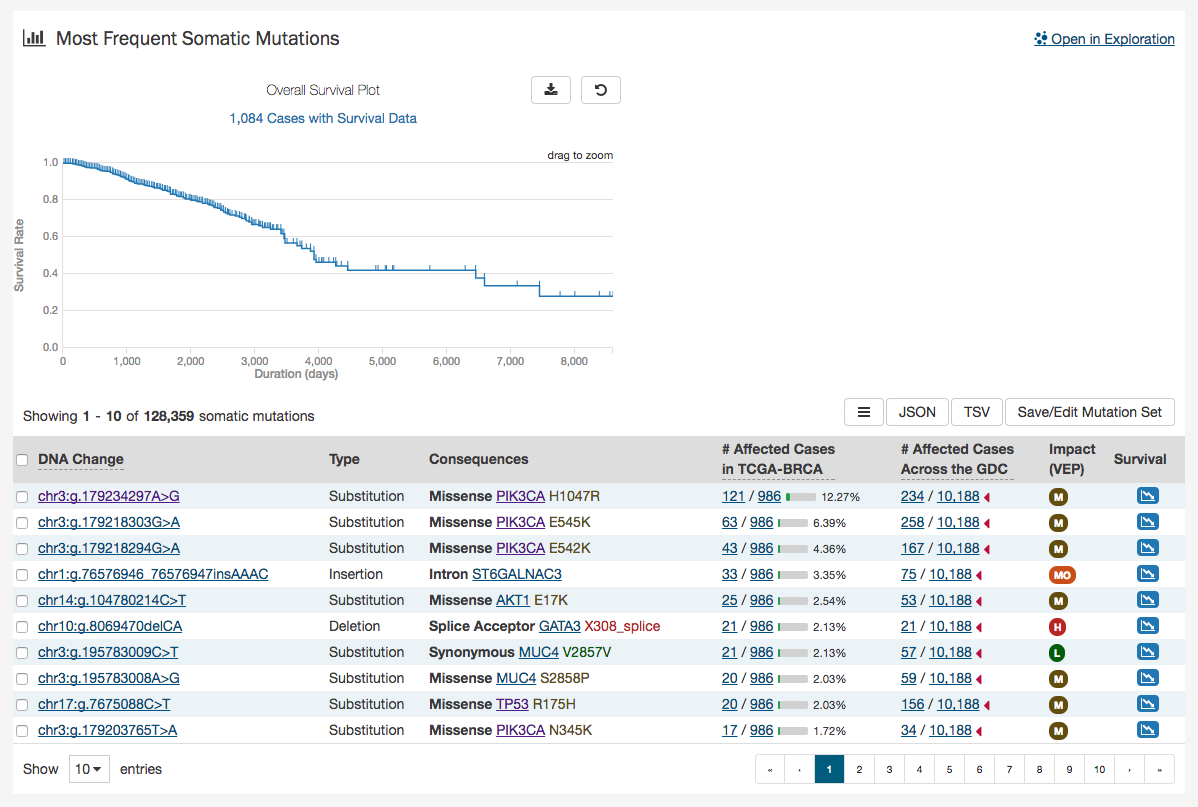 Most Frequent Somatic Mutations
Open in Exploration
Overall Survival Plot
1,084 Cases with Survival Data
drag to zoom
1.0
0.8
0.6
0.4
0.2
0.0
Survival Rate
0 1,000 2,000 3,000 4,000 5,000 6,000 7,000 8,000
Duration (days)
Showing 1 - 10 of 128,359 somatic mutations
JSON TSV Save/Edit Mutation Set
DNA Change Type Consequences # Affected Cases in TCGA-BRCA # Affected Cases Across the GDC Impact (VEP) Survival
chr3:g.179234297A>G Substitution Missense PIK3CA H1047R 121 / 986 12.27% 234 / 10,188 M
chr3:g.179218303G>A Substitution Missense PIK3CA E545K 63 / 986 6.39% 258 / 10,188 M
chr3:g.179218294G>A Substitution Missense PIK3CA E542K 43 / 986 4.36% 167 / 10,188 M
chr1:g.76576946_76576947insAAAC Insertion Intron ST6GALNAC3 33 / 986 3.35% 75 / 10,188 MO
chr14:g.104780214C>T Substitution Missense AKT1 E17K 25 / 986 2.54% 53 / 10,188 M
chr10:g.8069470delCA Deletion Splice Acceptor GATA3 X308_splice 21 / 986 2.13% 21 / 10,188 H
chr3:g.195783009C>T Substitution Synonymous MUC4 V2857V 21 / 986 2.13% 57 / 10,188 L
chr3:g.195783008A>G Substitution Missense MUC4 S2858P 20 / 986 2.03% 59 / 10,188 M
chr17:g.7675088C>T Substitution Missense TP53 R175H 20 / 986 2.03% 156 / 10,188 M
chr3:g.179203765T>A Substitution Missense PIK3CA N345K 17 / 986 1.72% 34 / 10,188 M
Show 10 entries
« ‹ 1 2 3 4 5 6 7 8 9 10 › »